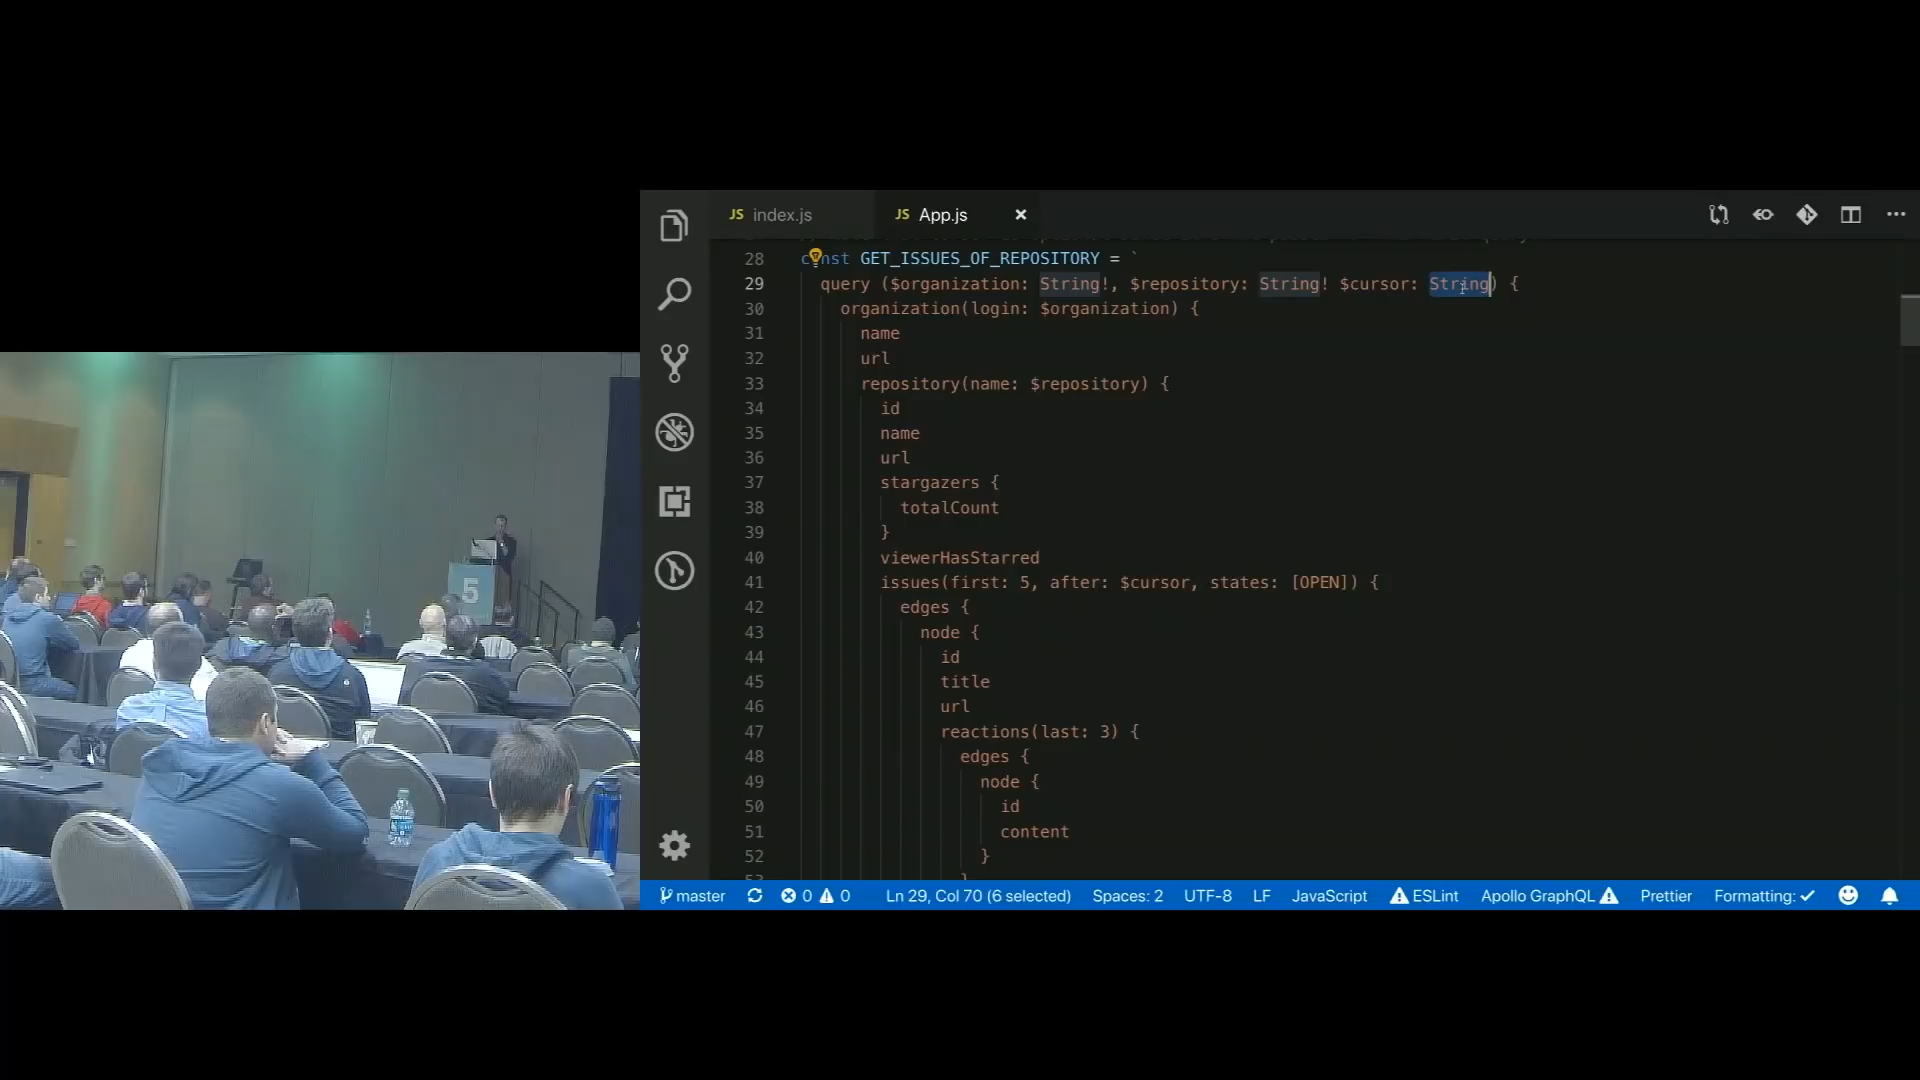 JS index.js
JS App.js ×
28 const GET_ISSUES_OF_REPOSITORY = `
29 query ($organization: String!, $repository: String! $cursor: String) {
30 organization(login: $organization) {
31 name
32 url
33 repository(name: $repository) {
34 id
35 name
36 url
37 stargazers {
38 totalCount
39 }
40 viewerHasStarred
41 issues(first: 5, after: $cursor, states: [OPEN]) {
42 edges {
43 node {
44 id
45 title
46 url
47 reactions(last: 3) {
48 edges {
49 node {
50 id
51 content
52 }
5
master 0 0 Ln 29, Col 70 (6 selected) Spaces: 2 UTF-8 LF JavaScript ESLint Apollo GraphQL Prettier Formatting: ✓